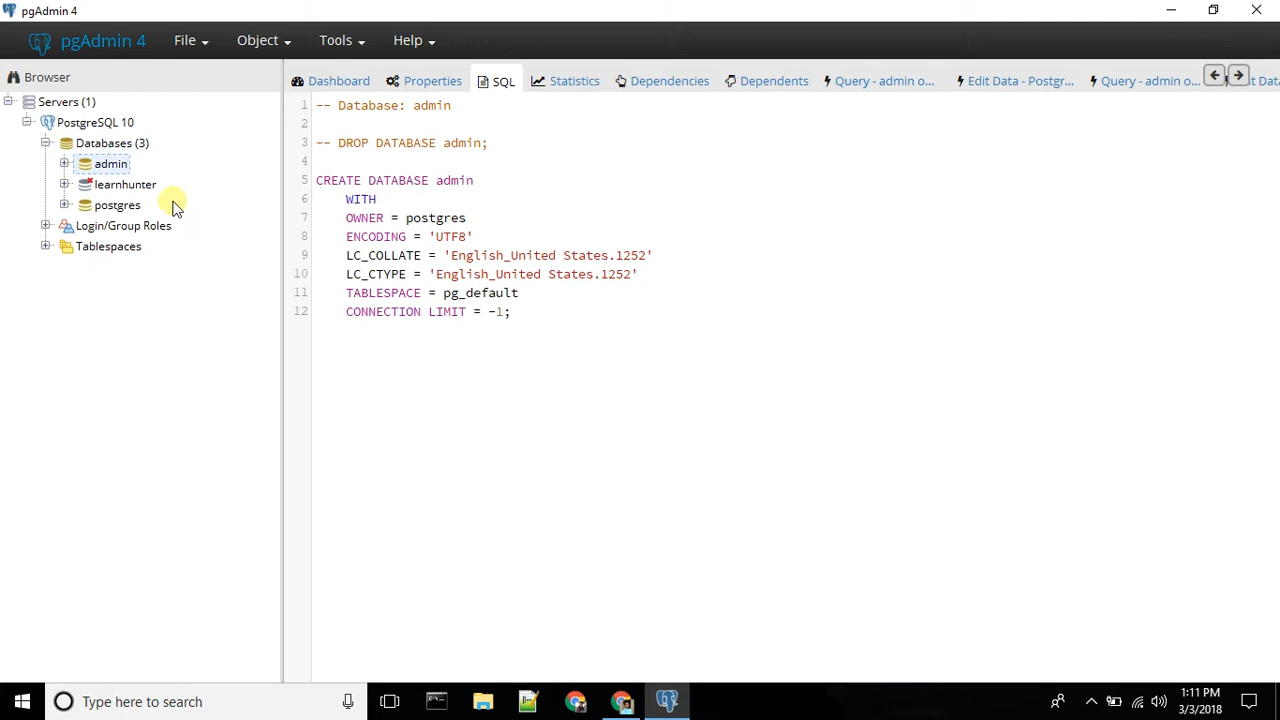 pgAdmin 4
pgAdmin 4
File
Object
Tools
Help
Browser
Dashboard
Properties
SQL
Statistics
Dependencies
Dependents
Query - admin o...
Edit Data - Postgr...
Query - admin o...
Servers (1)
PostgreSQL 10
Databases (3)
admin
learnhunter
postgres
Login/Group Roles
Tablespaces
1 -- Database: admin
2
3 -- DROP DATABASE admin;
4
5 CREATE DATABASE admin
6 WITH
7 OWNER = postgres
8 ENCODING = 'UTF8'
9 LC_COLLATE = 'English_United States.1252'
10 LC_CTYPE = 'English_United States.1252'
11 TABLESPACE = pg_default
12 CONNECTION LIMIT = -1;
Type here to search
1:11 PM
3/3/2018